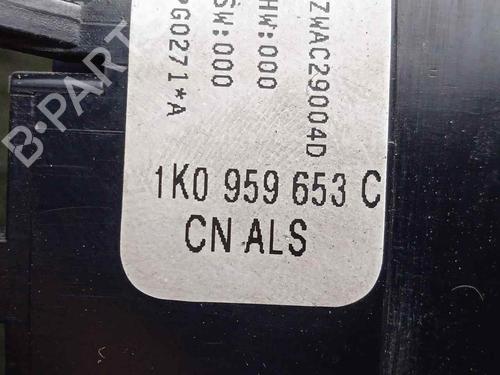 ZWAC29004D
HW:000
SW:000
PG0271*A
1K0 959 653 C
CN ALS
B-PARTS